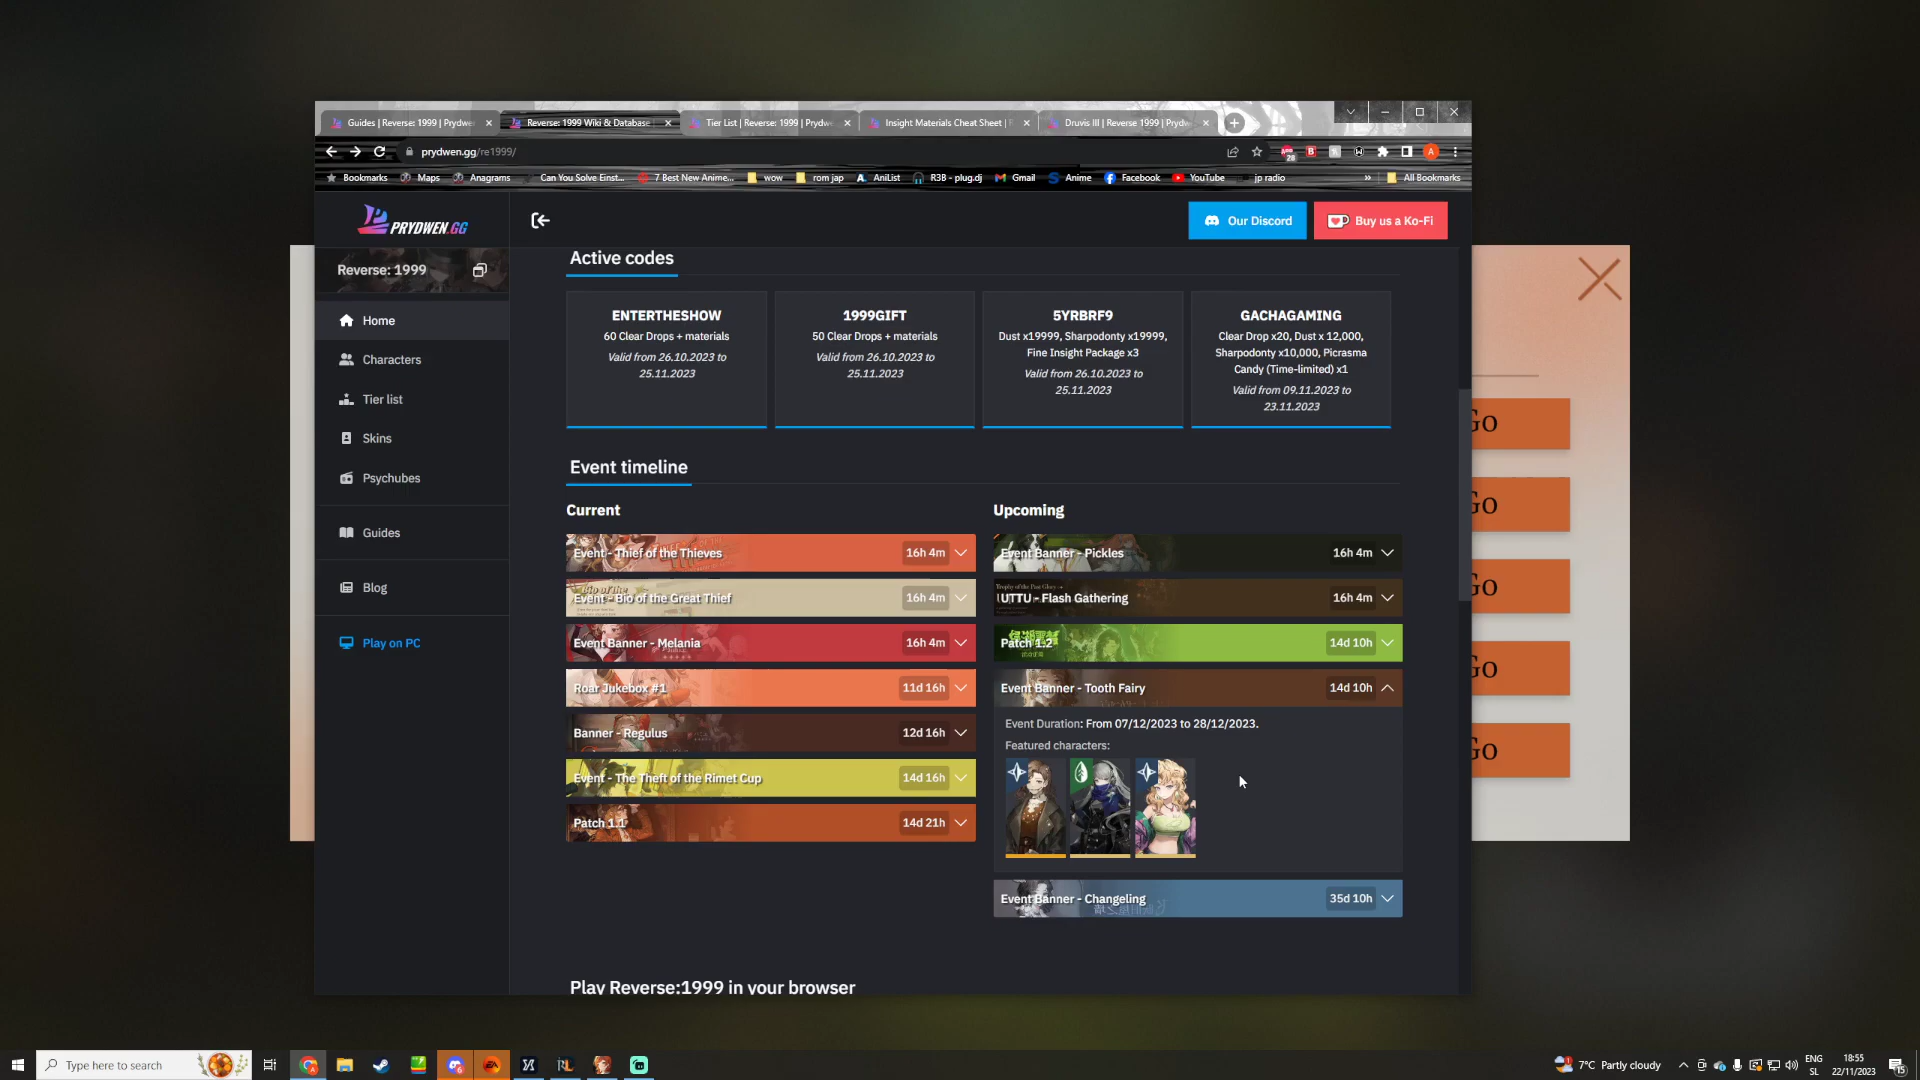 Guides | Reverse: 1999 | Prydwe
Reverse: 1999 Wiki & Database
Tier List | Reverse: 1999 | Prydw
Insight Materials Cheat Sheet | R
Druvis III | Reverse 1999 | Prydw
prydwen.gg/re1999/
28
A
Bookmarks
Maps
Anagrams
Can You Solve Einst...
7 Best New Anime...
wow
rom jap
AniList
R3B - plug.dj
Gmail
Anime
Facebook
YouTube
jp radio
»
All Bookmarks
PRYDWEN.GG
Our Discord
Buy us a Ko-Fi
Reverse: 1999
Home
Characters
Tier list
Skins
Psychubes
Guides
Blog
Play on PC
Active codes
ENTERTHESHOW
60 Clear Drops + materials
Valid from 26.10.2023 to
25.11.2023
1999GIFT
50 Clear Drops + materials
Valid from 26.10.2023 to
25.11.2023
5YRBRF9
Dust x19999, Sharpodonty x19999,
Fine Insight Package x3
Valid from 26.10.2023 to
25.11.2023
GACHAGAMING
Clear Drop x20, Dust x 12,000,
Sharpodonty x10,000, Picrasma
Candy (Time-limited) x1
Valid from 09.11.2023 to
23.11.2023
Event timeline
Current
Event - Thief of the Thieves 16h 4m
Event - Bio of the Great Thief 16h 4m
Event Banner - Melania 16h 4m
Roar Jukebox #1 11d 16h
Banner - Regulus 12d 16h
Event - The Theft of the Rimet Cup 14d 16h
Patch 1.1 14d 21h
Upcoming
Event Banner - Pickles 16h 4m
UTTU - Flash Gathering 16h 4m
Patch 1.2 14d 10h
Event Banner - Tooth Fairy 14d 10h
Event Duration: From 07/12/2023 to 28/12/2023.
Featured characters:
Event Banner - Changeling 35d 10h
Play Reverse:1999 in your browser
Go
Go
Go
Go
Go
Type here to search
7°C Partly cloudy
ENG
SL
18:55
22/11/2023
15